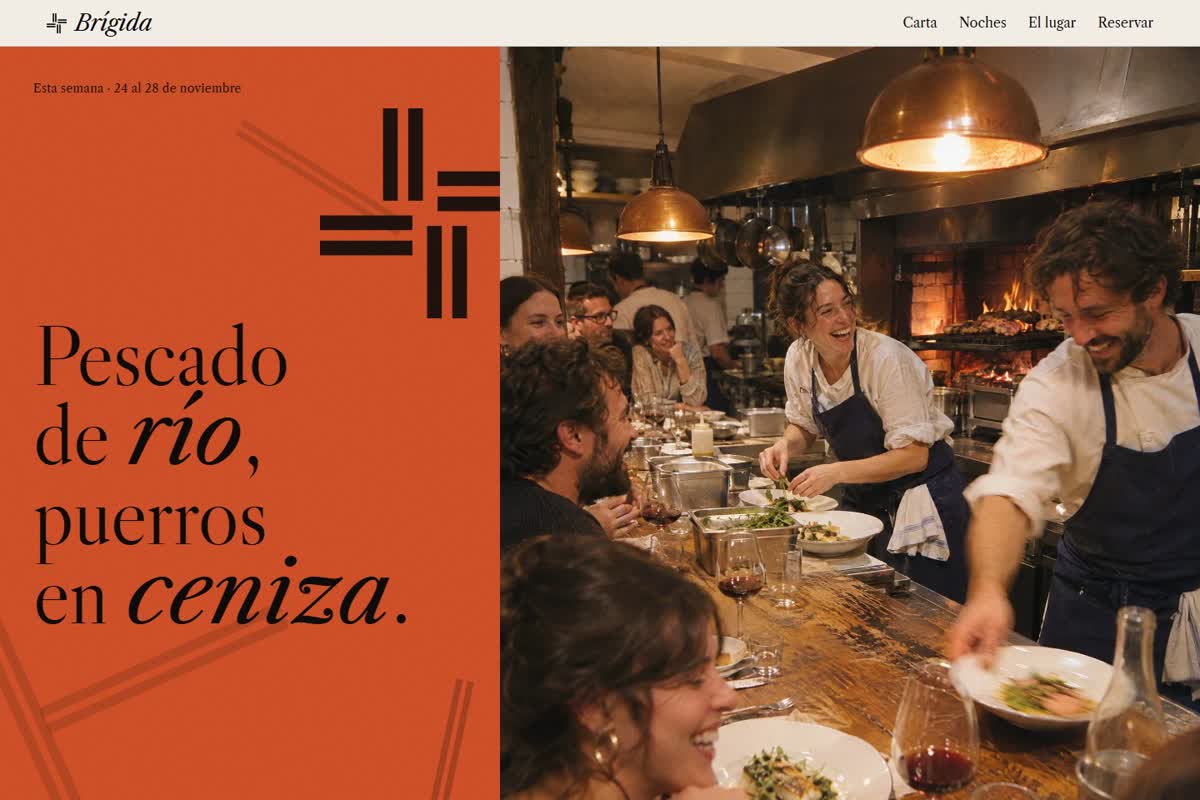 Brígida
Carta
Noches
El lugar
Reservar
Esta semana · 24 al 28 de noviembre
Pescado
de río,
puerros
en ceniza.